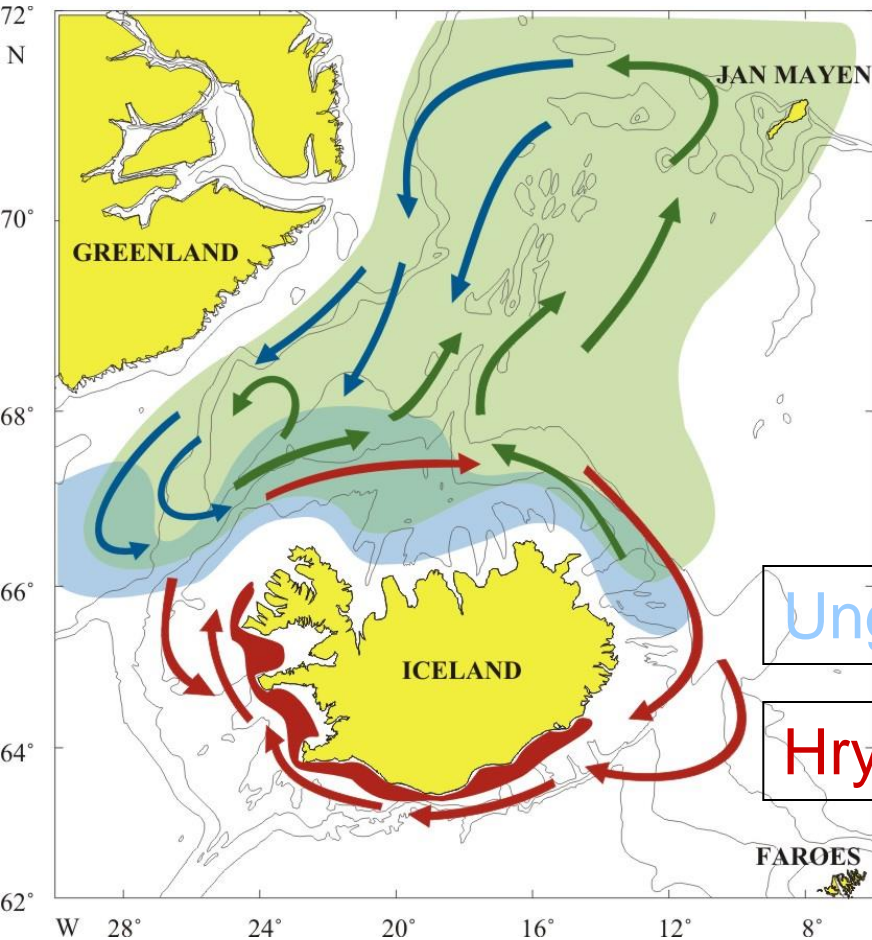 72°
N
JAN MAYEN
70°
GREENLAND
68°
66°
Ung
ICELAND
64°
Hry
FAROES
62°
W 28° 24° 20° 16° 12° 8°